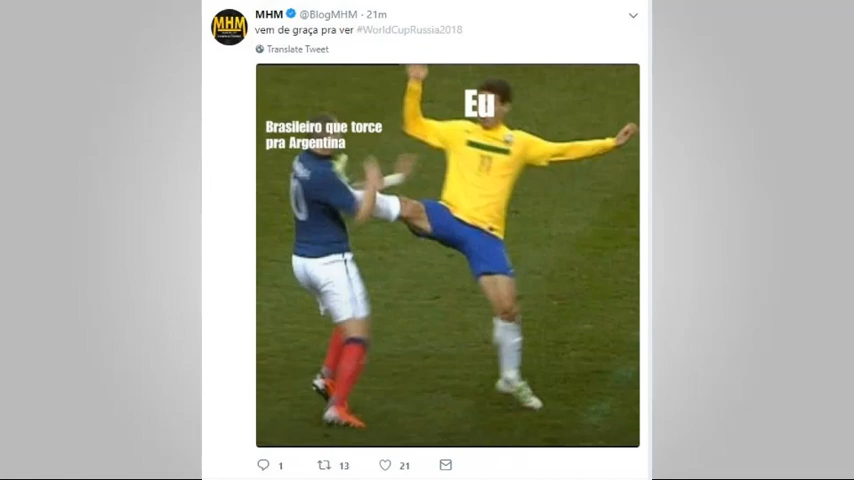 MHM @BlogMHM · 21m
vem de graça pra ver #WorldCupRussia2018
Translate Tweet
Eu
Brasileiro que torce
pra Argentina
1 13 21